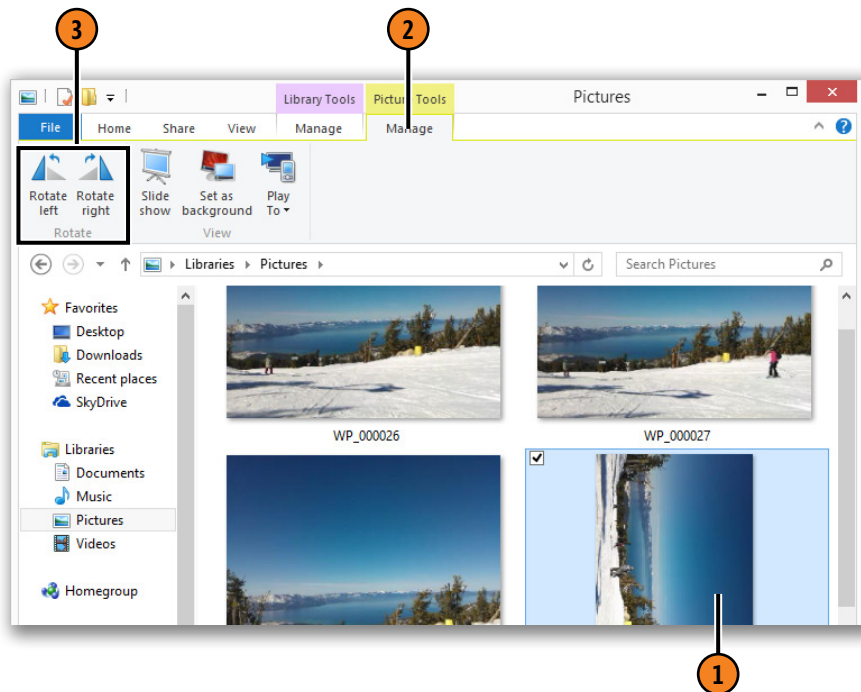 3 2
Library Tools Picture Tools Pictures
File Home Share View Manage Manage
Rotate left Rotate right Slide show Set as background Play To
Rotate View
Libraries Pictures Search Pictures
Favorites
Desktop
Downloads
Recent places
SkyDrive
WP_000026 WP_000027
Libraries
Documents
Music
Pictures
Videos
Homegroup
1